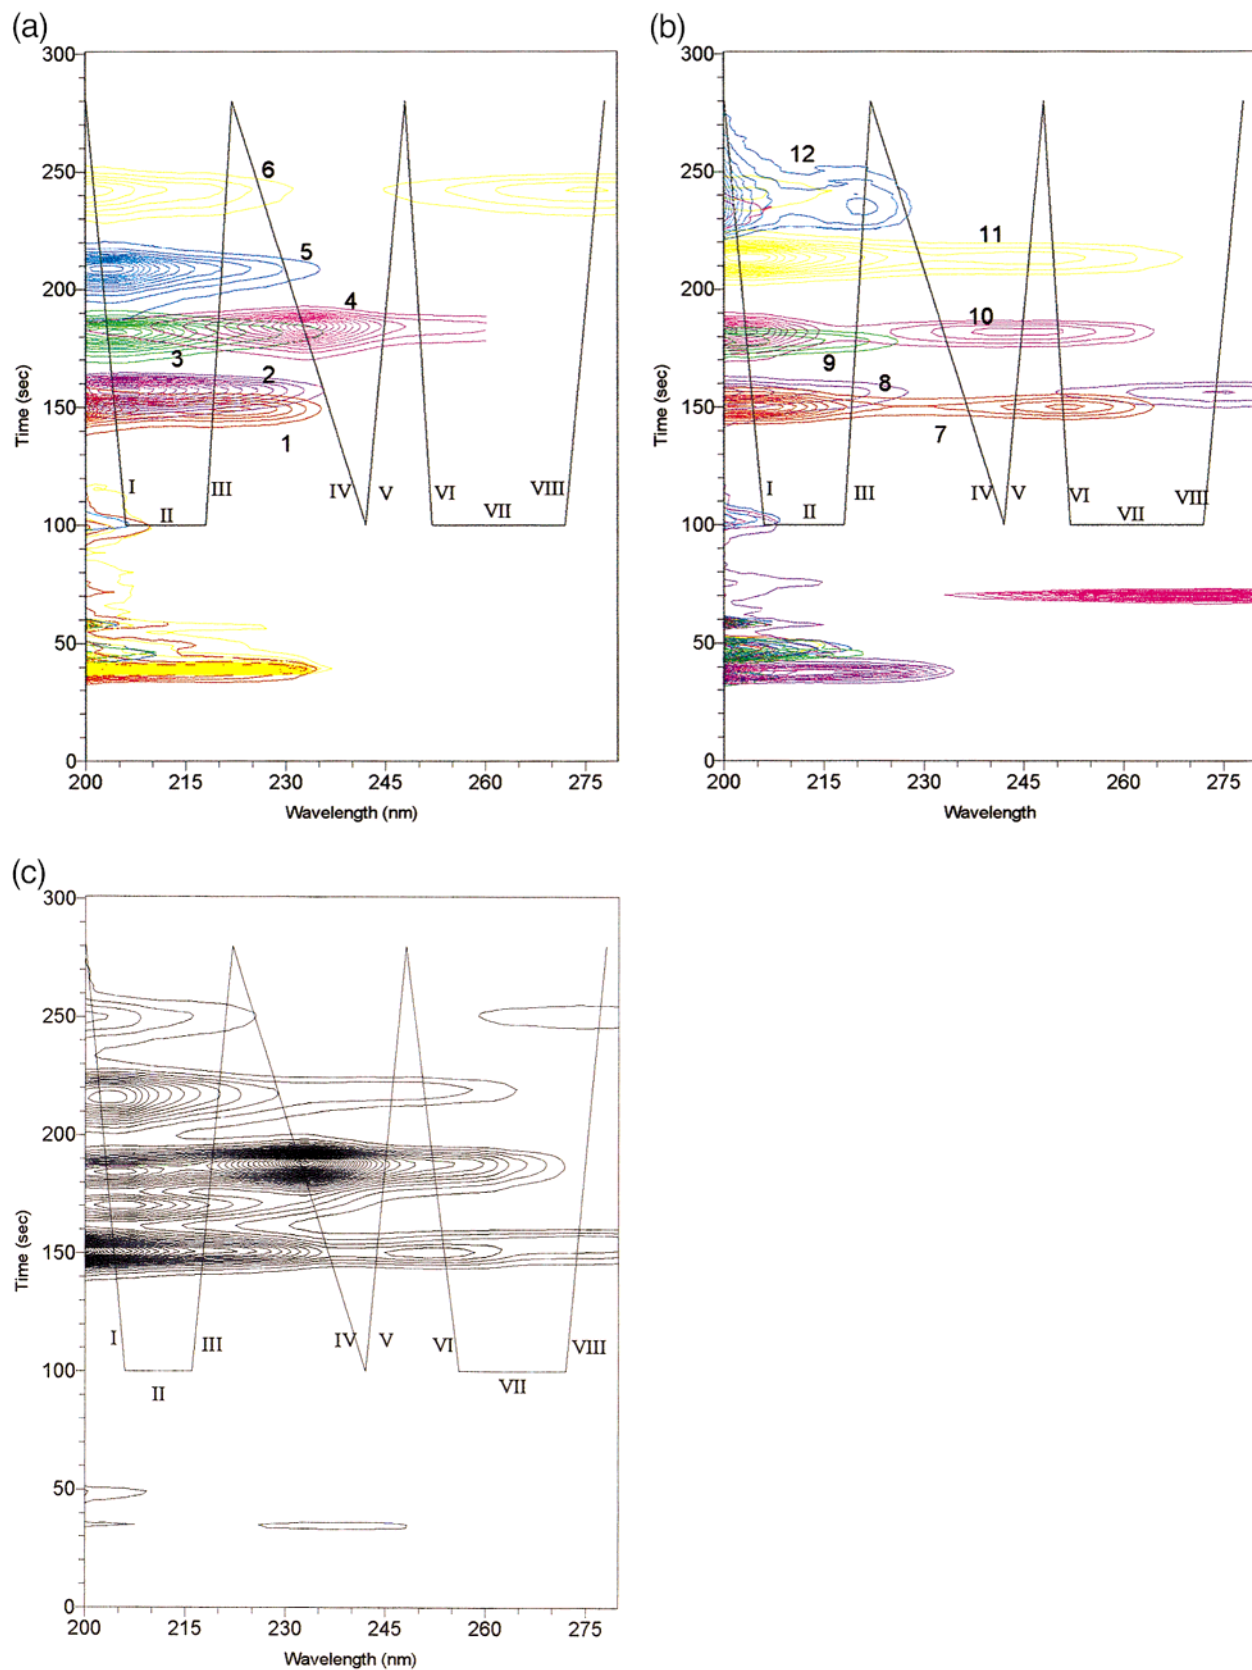 (a)
300
250
200
150
100
50
0
6
5
4
3
2
1
I
II
III
IV
V
VI
VII
VIII
Time (sec)
200
215
230
245
260
275
Wavelength (nm)
(b)
300
250
200
150
100
50
0
12
11
10
9
8
7
I
II
III
IV
V
VI
VII
VIII
Time (sec)
200
215
230
245
260
275
Wavelength
(c)
300
250
200
150
100
50
0
I
II
III
IV
V
VI
VII
VIII
Time (sec)
200
215
230
245
260
275
Wavelength (nm)